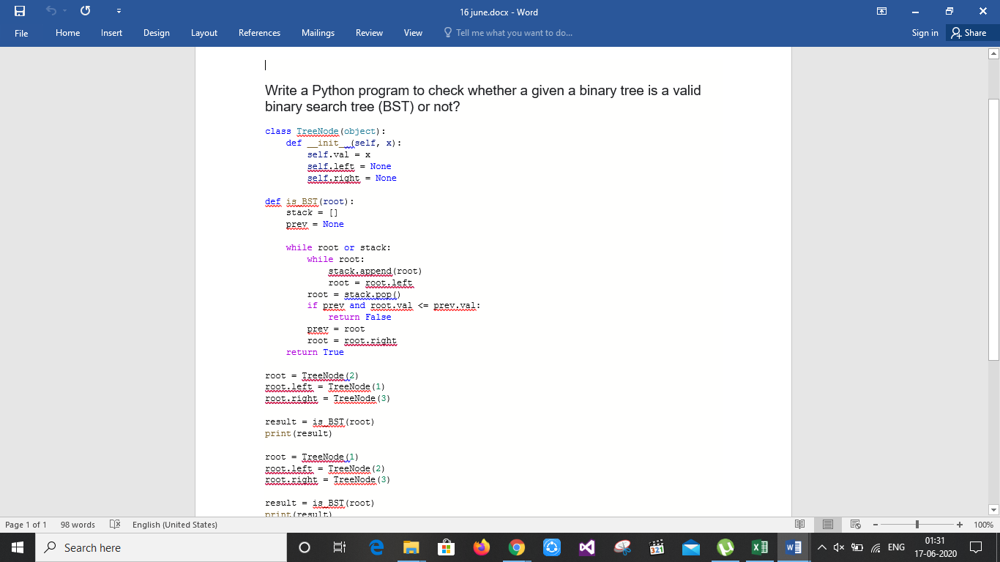 16 june.docx - Word
File Home Insert Design Layout References Mailings Review View Tell me what you want to do... Sign in Share
Write a Python program to check whether a given a binary tree is a valid
binary search tree (BST) or not?
class TreeNode(object):
    def __init__(self, x):
        self.val = x
        self.left = None
        self.right = None
def is_BST(root):
    stack = []
    prev = None
    while root or stack:
        while root:
            stack.append(root)
            root = root.left
        root = stack.pop()
        if prev and root.val <= prev.val:
            return False
        prev = root
        root = root.right
    return True
root = TreeNode(2)
root.left = TreeNode(1)
root.right = TreeNode(3)
result = is_BST(root)
print(result)
root = TreeNode(1)
root.left = TreeNode(2)
root.right = TreeNode(3)
result = is_BST(root)
print(result)
Page 1 of 1 98 words English (United States) 100%
Search here 321 ENG 01:31
17-06-2020